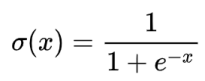 σ(x) = 1 / (1 + e^{-x})